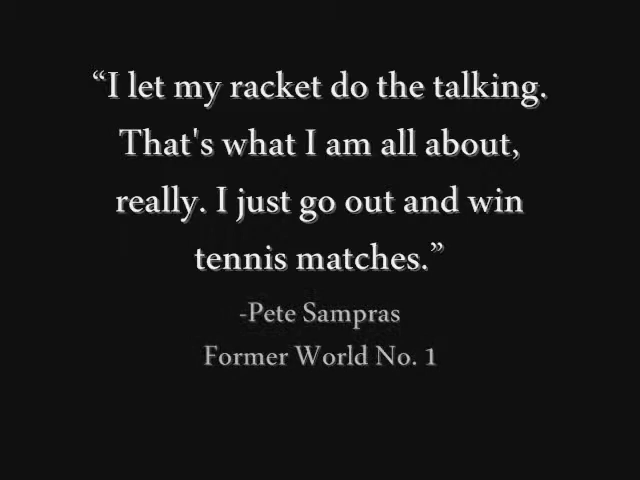 “I let my racket do the talking.
That's what I am all about,
really. I just go out and win
tennis matches.”
-Pete Sampras
Former World No. 1